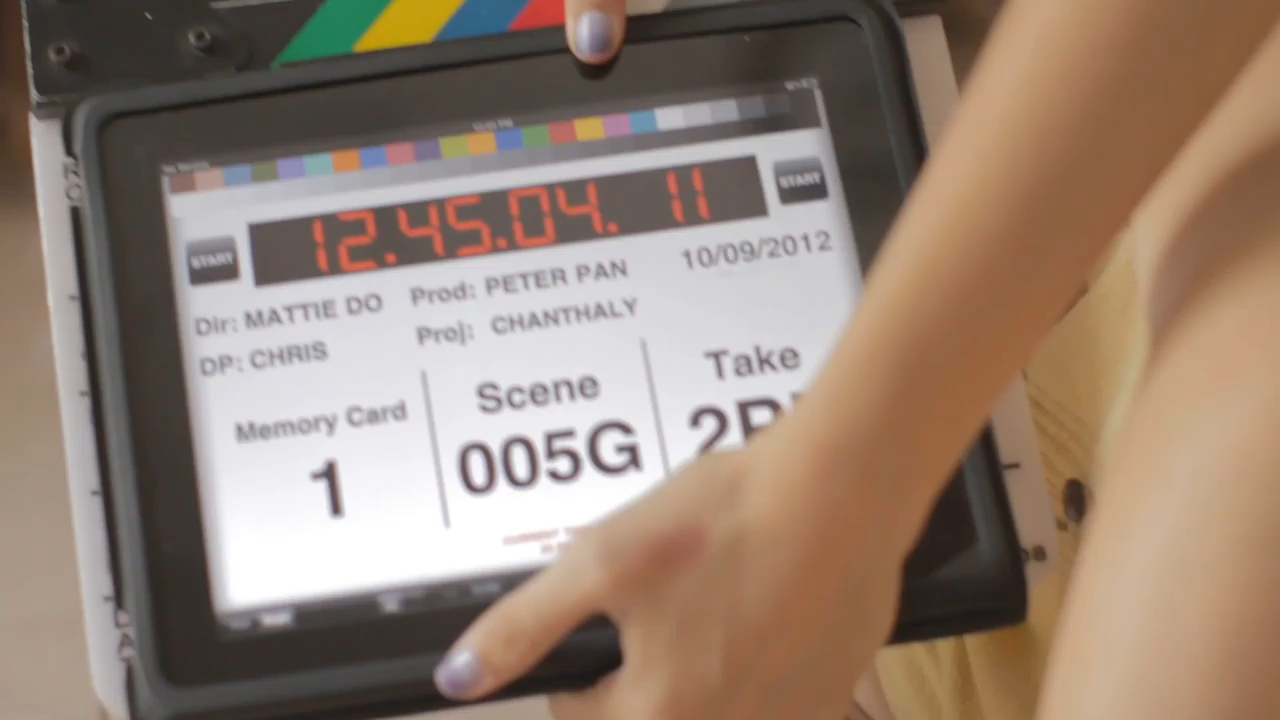 12.45.04. 11
START
START
10/09/2012
Dir: MATTIE DO
Prod: PETER PAN
DP: CHRIS
Proj: CHANTHALY
Memory Card
1
Scene
005G
Take